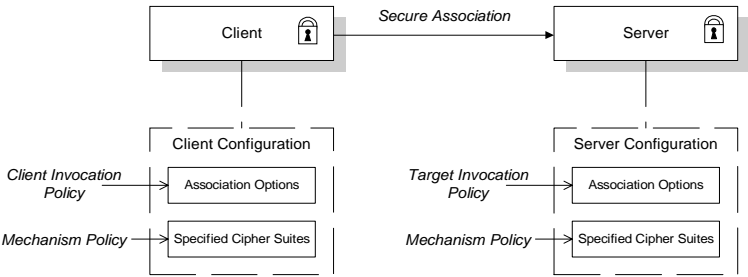 Secure Association
Client
Server
Client Configuration
Client Invocation
Policy
Association Options
Mechanism Policy
Specified Cipher Suites
Server Configuration
Target Invocation
Policy
Association Options
Mechanism Policy
Specified Cipher Suites